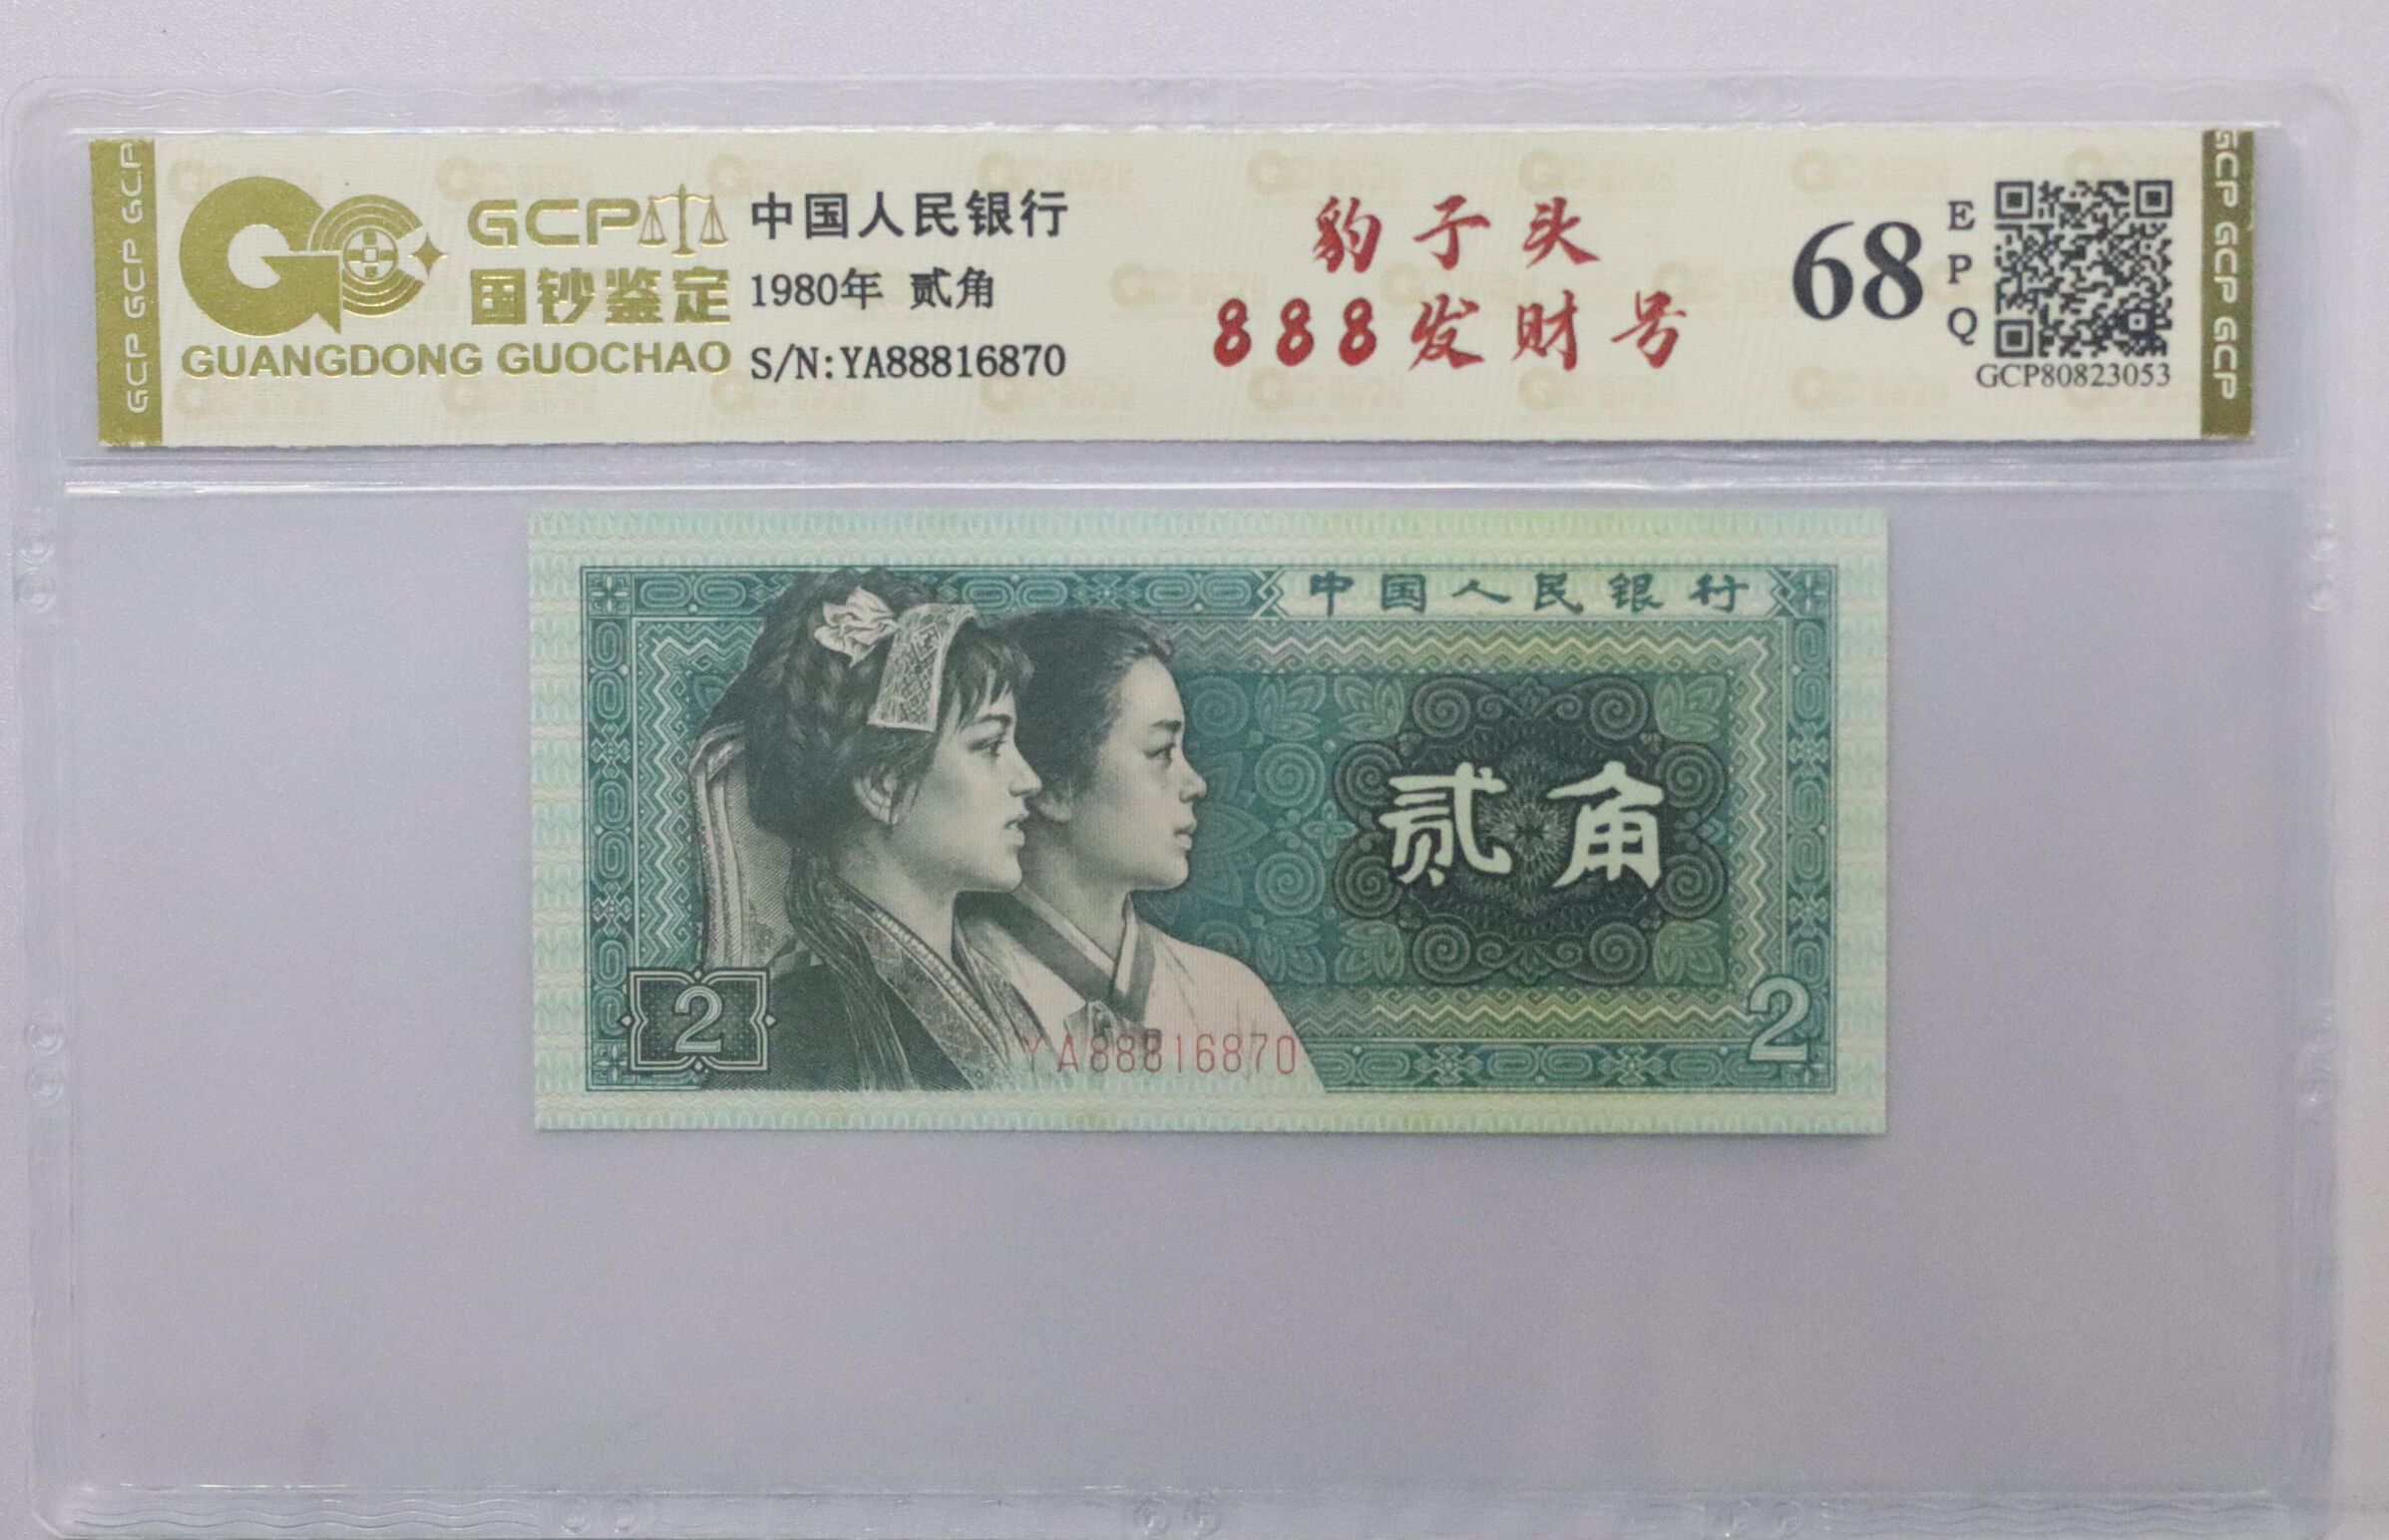 GCP GCP GCP
GCP
国钞鉴定
GUANGDONG GUOCHAO
中国人民银行
1980年 贰角
S/N:YA88816870
豹子头
888发财号
68
EPQ
GCP80823053
GCP GCP GCP
中国人民银行
贰角
2
2
YA88816870